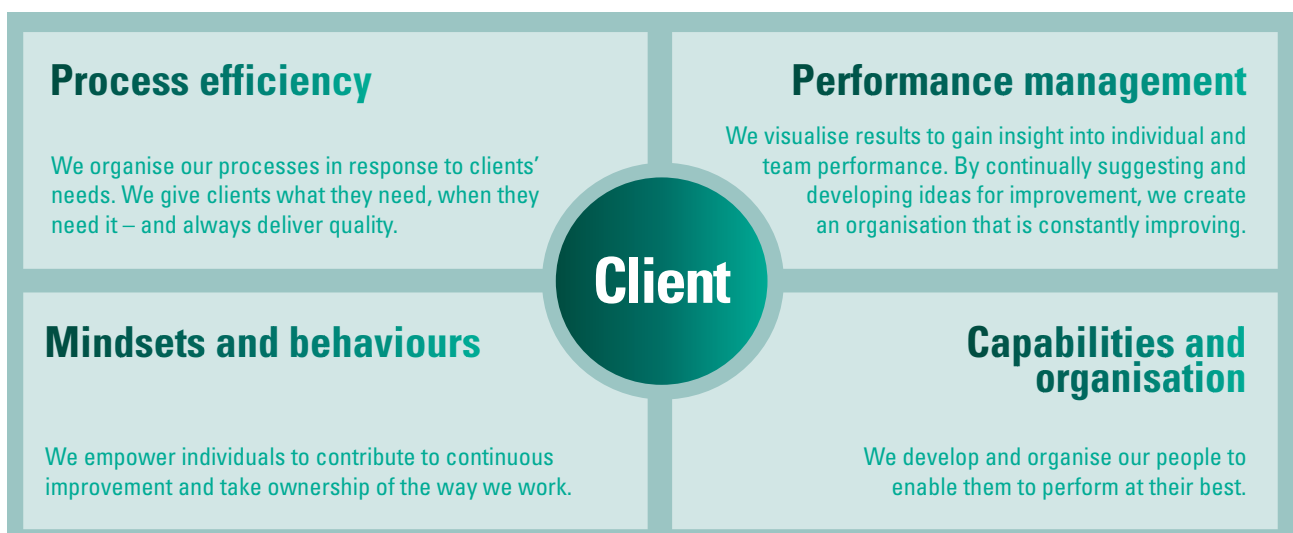 Process efficiency
We organise our processes in response to clients’
needs. We give clients what they need, when they
need it – and always deliver quality.
Performance management
We visualise results to gain insight into individual and
team performance. By continually suggesting and
developing ideas for improvement, we create
an organisation that is constantly improving.
Client
Mindsets and behaviours
We empower individuals to contribute to continuous
improvement and take ownership of the way we work.
Capabilities and
organisation
We develop and organise our people to
enable them to perform at their best.